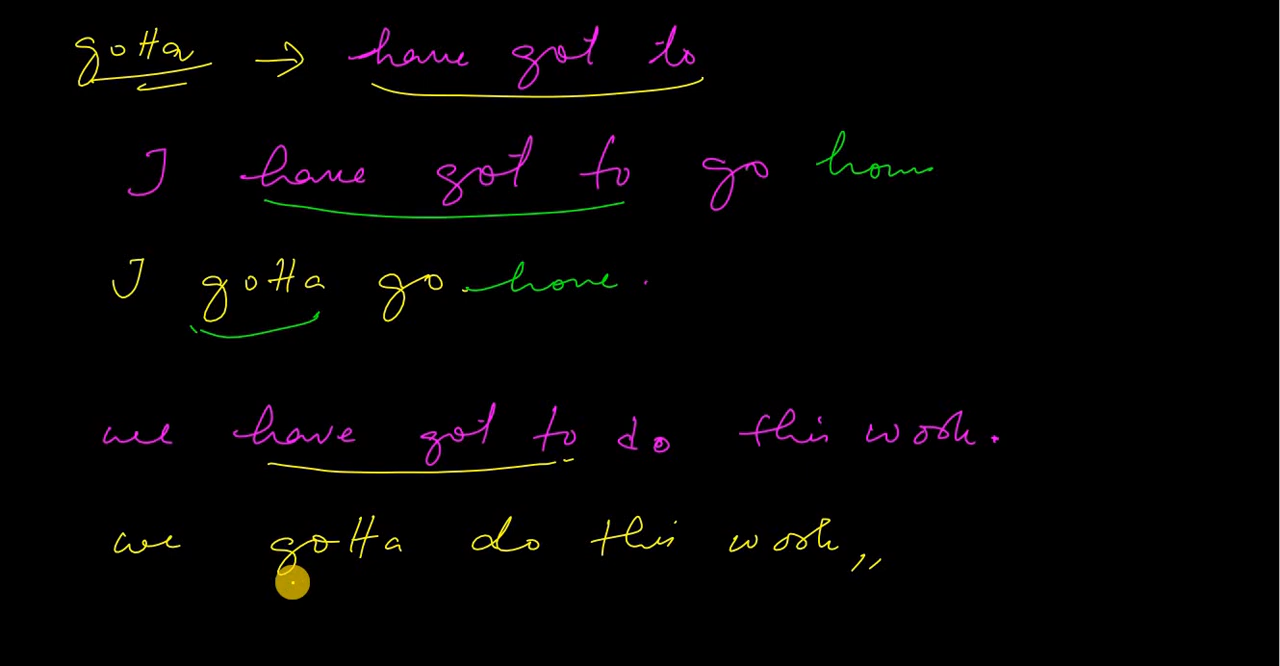 gotta → have got to
I have got to go home
I gotta go home.
we have got to do this work.
we gotta do this work,,